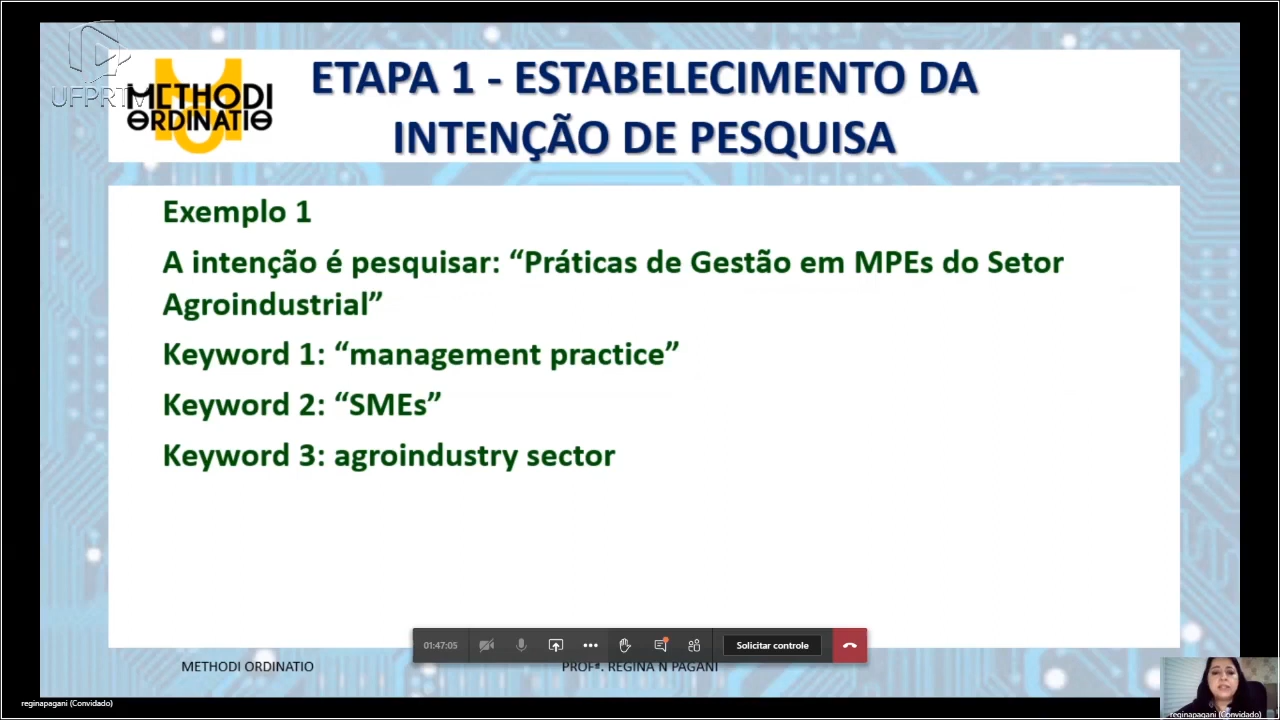 UFPRTV
METHODI
ORDINATIO
ETAPA 1 - ESTABELECIMENTO DA
INTENÇÃO DE PESQUISA
Exemplo 1
A intenção é pesquisar: “Práticas de Gestão em MPEs do Setor
Agroindustrial”
Keyword 1: “management practice”
Keyword 2: “SMEs”
Keyword 3: agroindustry sector
01:47:05
Solicitar controle
METHODI ORDINATIO
PROFª. REGINA N PAGANI
reginapagani (Convidado)
reginapagani (Convidado)